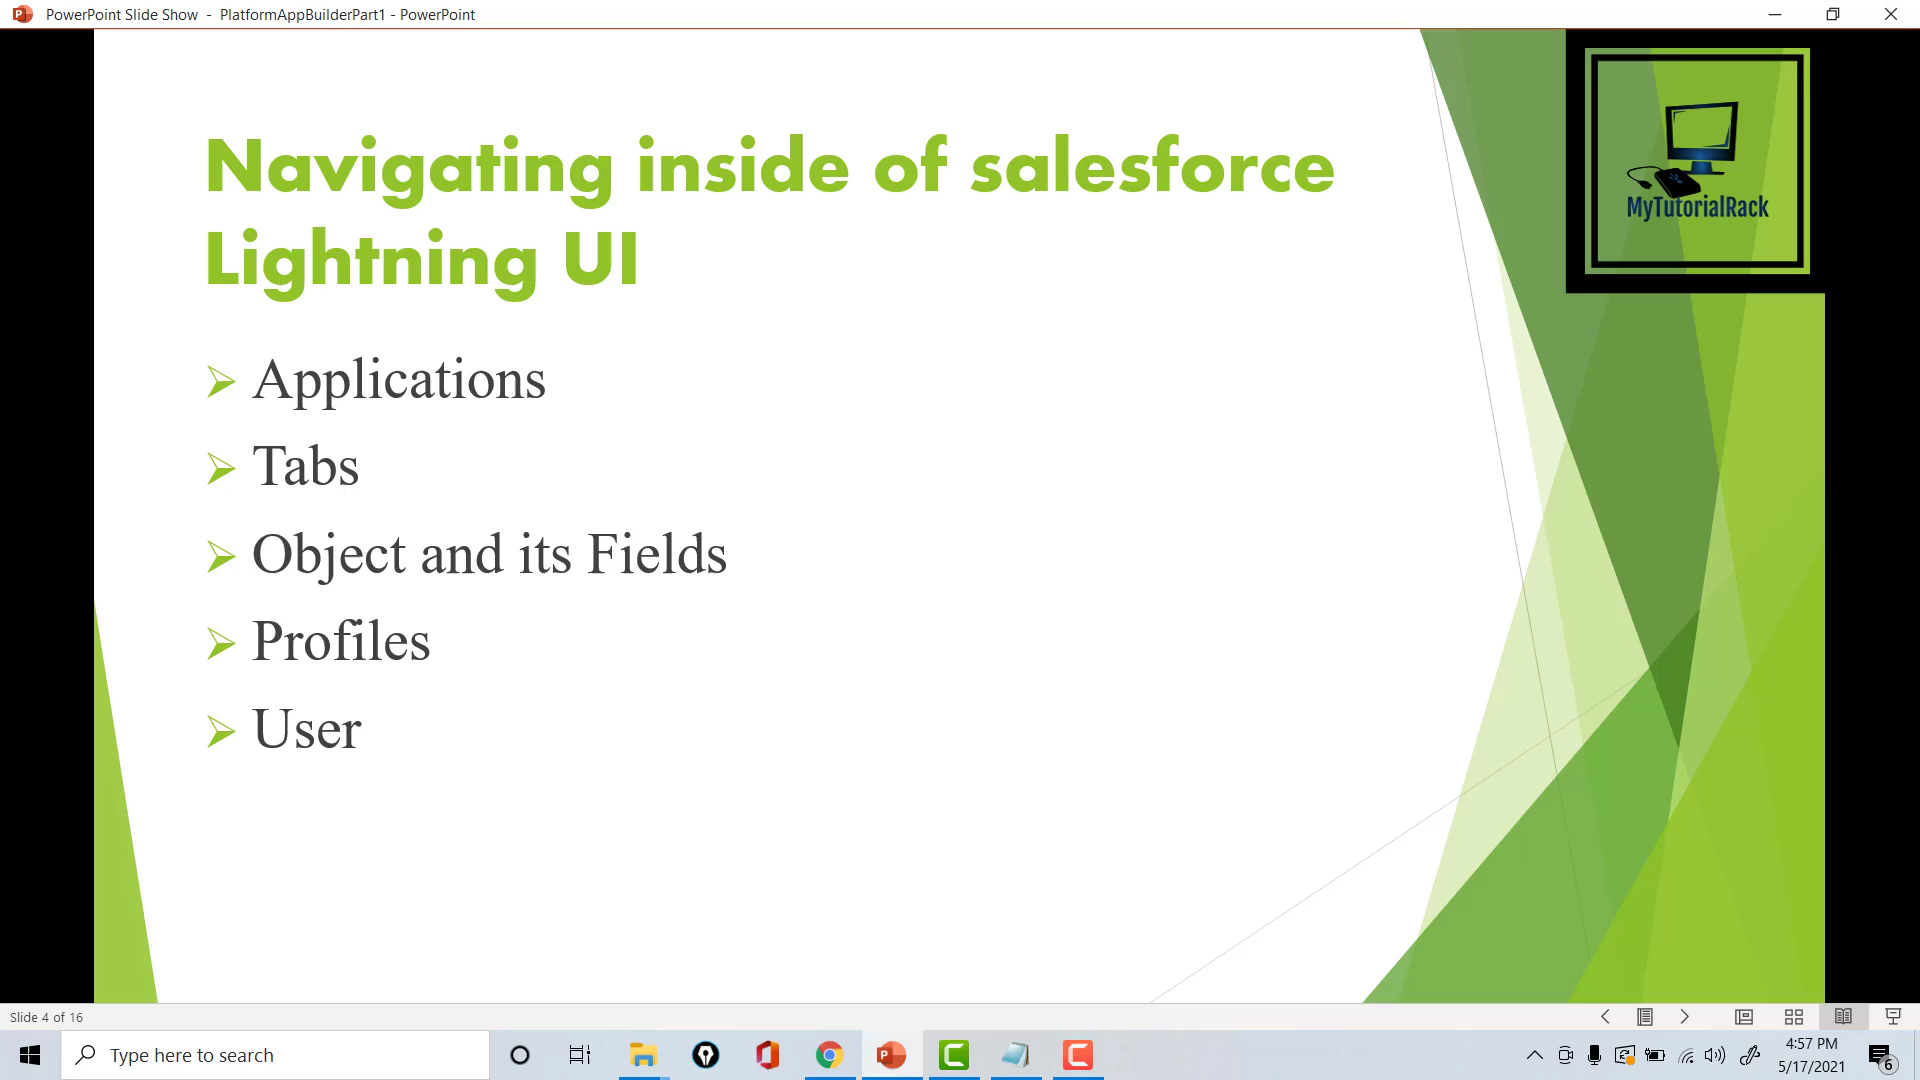 PowerPoint Slide Show - PlatformAppBuilderPart1 - PowerPoint
MyTutorialRack
Navigating inside of salesforce
Lightning UI
Applications
Tabs
Object and its Fields
Profiles
User
Slide 4 of 16
Type here to search
4:57 PM
5/17/2021
6